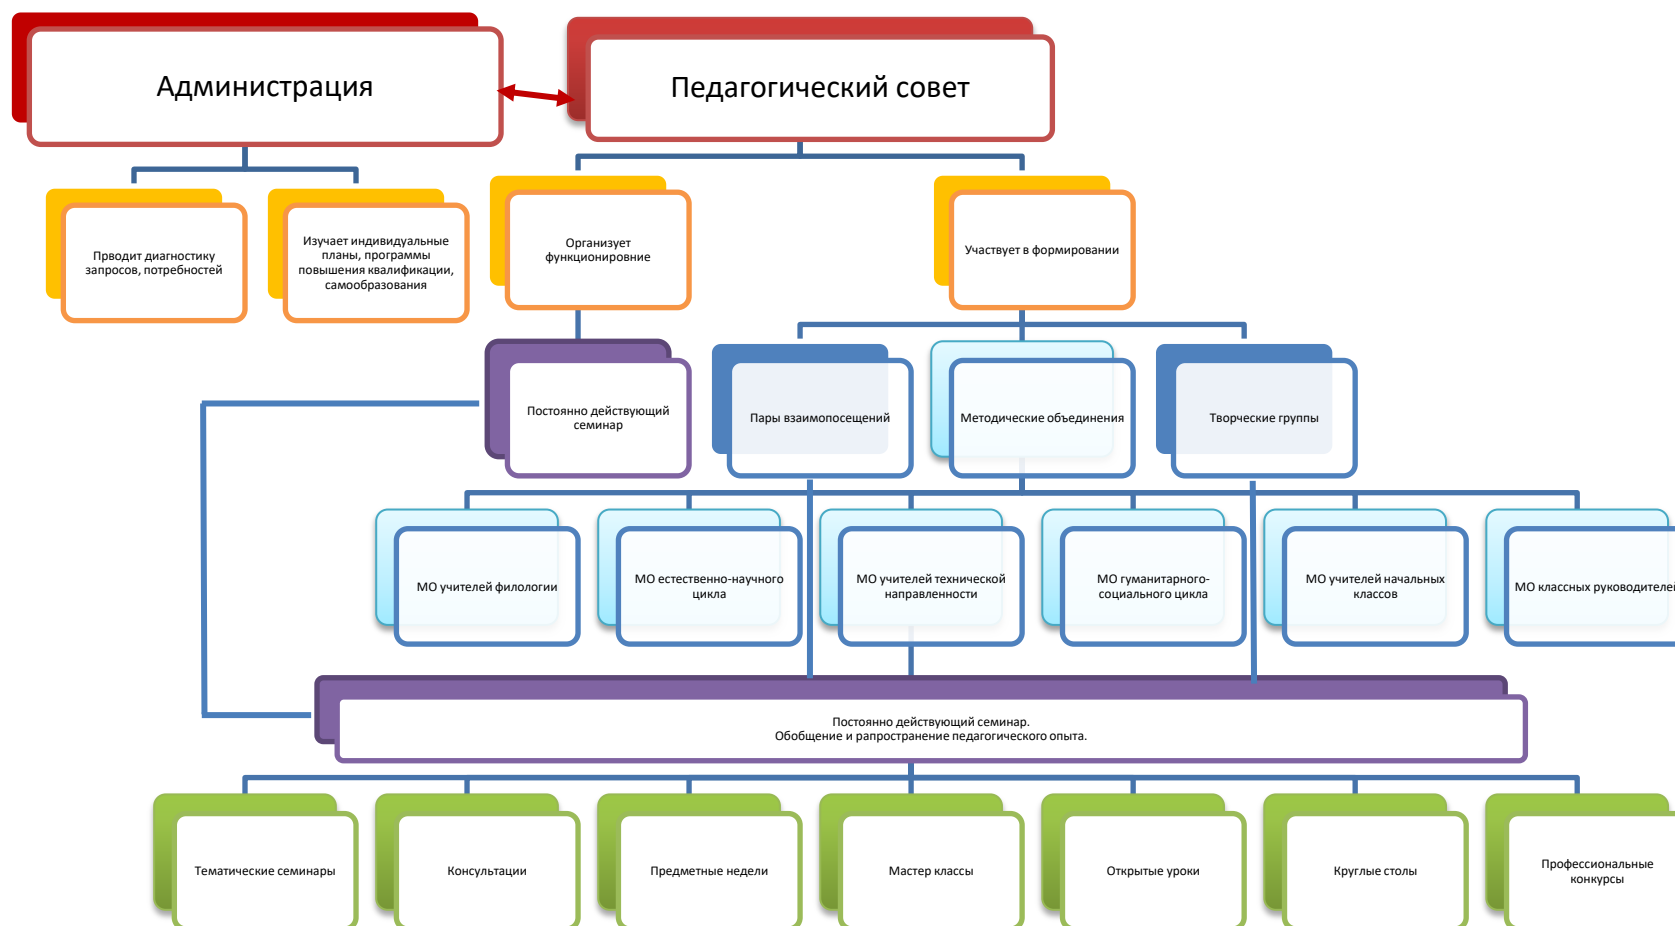 Администрация
Педагогический совет
Прводит диагностику
запросов, потребностей
Изучает индивидуальные
планы, программы
повышения квалификации,
самообразования
Организует
функционировние
Участвует в формировании
Постоянно действующий
семинар
Пары взаимопосещений
Методические объединения
Творческие группы
МО учителей филологии
МО естественно-научного
цикла
МО учителей технической
направленности
МО гуманитарного-
социального цикла
МО учителей начальных
классов
МО классных руководителей
Постоянно действующий семинар.
Обобщение и рапространение педагогического опыта.
Тематические семинары
Консультации
Предметные недели
Мастер классы
Открытые уроки
Круглые столы
Профессиональные
конкурсы